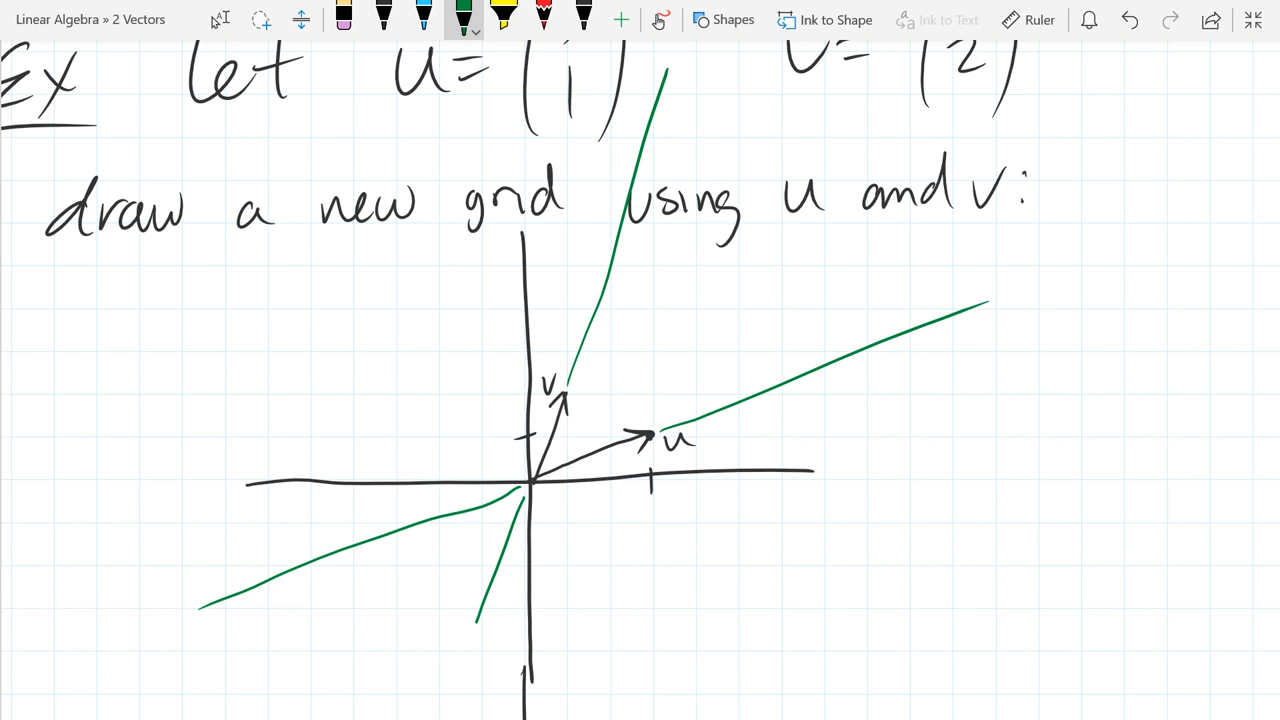 Linear Algebra » 2 Vectors
Shapes
Ink to Shape
Ink to Text
Ruler
Ex let u= (1) v= (2)
draw a new grid using u and v:
v
u